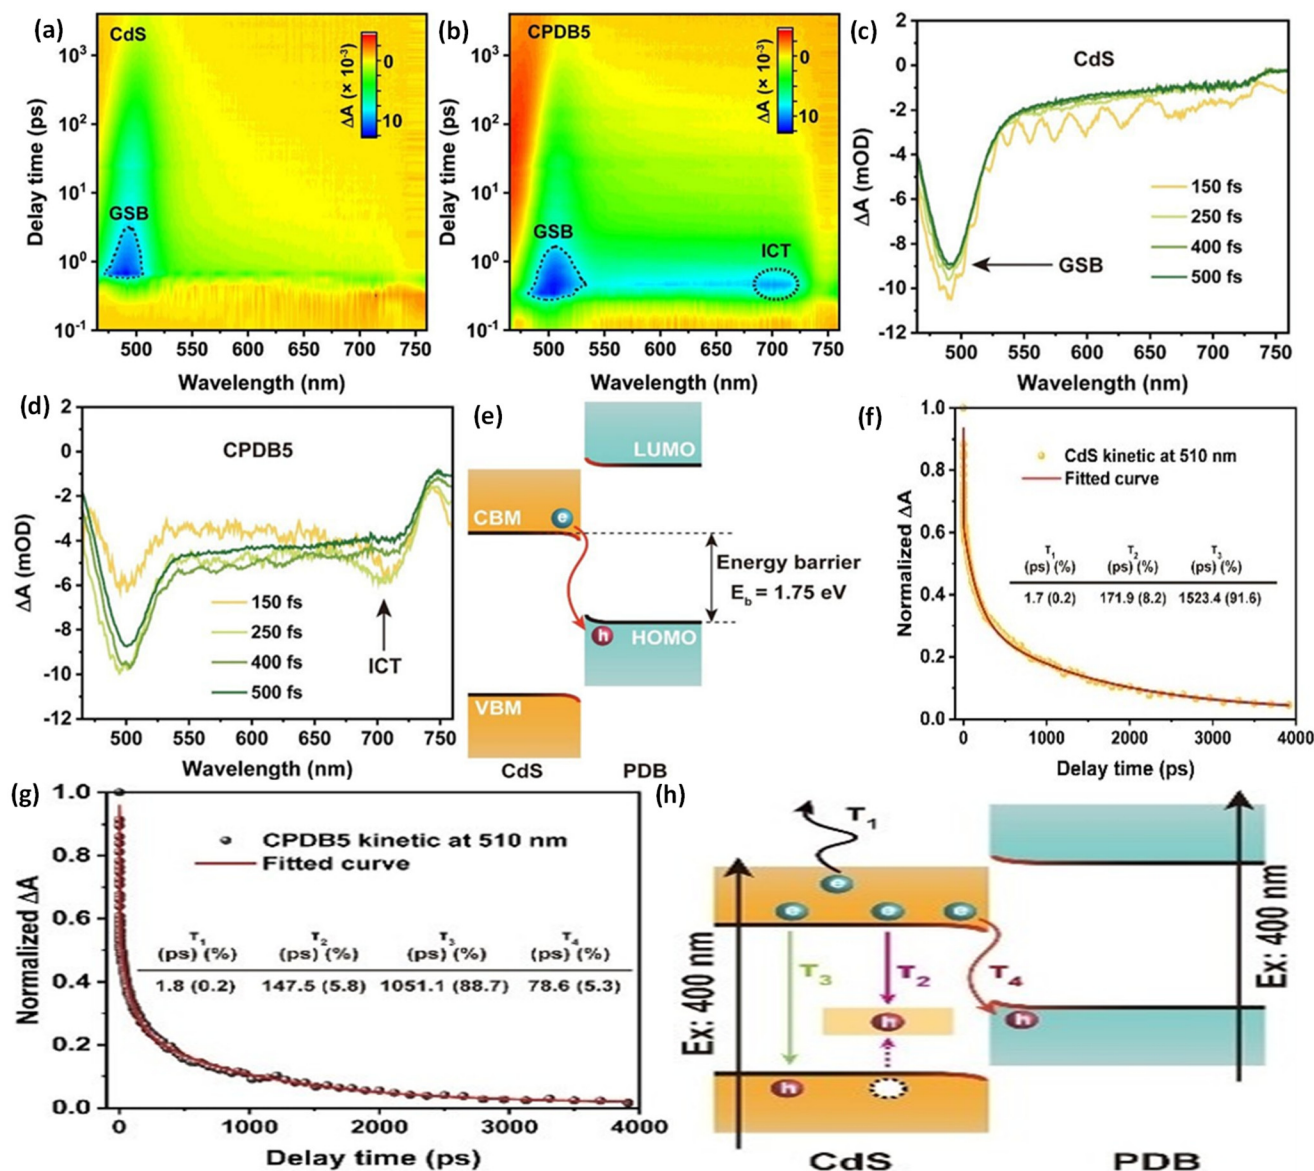 (a)
CdS
GSB
ΔA (× 10⁻³)
0
10
Delay time (ps)
10³
10²
10¹
10⁰
10⁻¹
500 550 600 650 700 750
Wavelength (nm)
(b)
CPDB5
GSB
ICT
ΔA (× 10⁻³)
0
10
Delay time (ps)
10³
10²
10¹
10⁰
10⁻¹
500 550 600 650 700 750
Wavelength (nm)
(c)
CdS
GSB
150 fs
250 fs
400 fs
500 fs
ΔA (mOD)
2
0
-2
-4
-6
-8
-10
-12
500 550 600 650 700 750
Wavelength (nm)
(d)
CPDB5
150 fs
250 fs
400 fs
500 fs
ICT
ΔA (mOD)
2
0
-2
-4
-6
-8
-10
-12
500 550 600 650 700 750
Wavelength (nm)
(e)
LUMO
CBM
e
Energy barrier
E_b = 1.75 eV
h
HOMO
VBM
CdS PDB
(f)
CdS kinetic at 510 nm
Fitted curve
τ₁ τ₂ τ₃
(ps) (%) (ps) (%) (ps) (%)
1.7 (0.2) 171.9 (8.2) 1523.4 (91.6)
Normalized ΔA
1.0
0.8
0.6
0.4
0.2
0.0
0 1000 2000 3000 4000
Delay time (ps)
(g)
CPDB5 kinetic at 510 nm
Fitted curve
τ₁ τ₂ τ₃ τ₄
(ps) (%) (ps) (%) (ps) (%) (ps) (%)
1.8 (0.2) 147.5 (5.8) 1051.1 (88.7) 78.6 (5.3)
Normalized ΔA
1.0
0.8
0.6
0.4
0.2
0.0
0 1000 2000 3000 4000
Delay time (ps)
(h)
τ₁
e
e e e
Ex: 400 nm
τ₃ τ₂ τ₄
h
h
h
Ex: 400 nm
CdS PDB